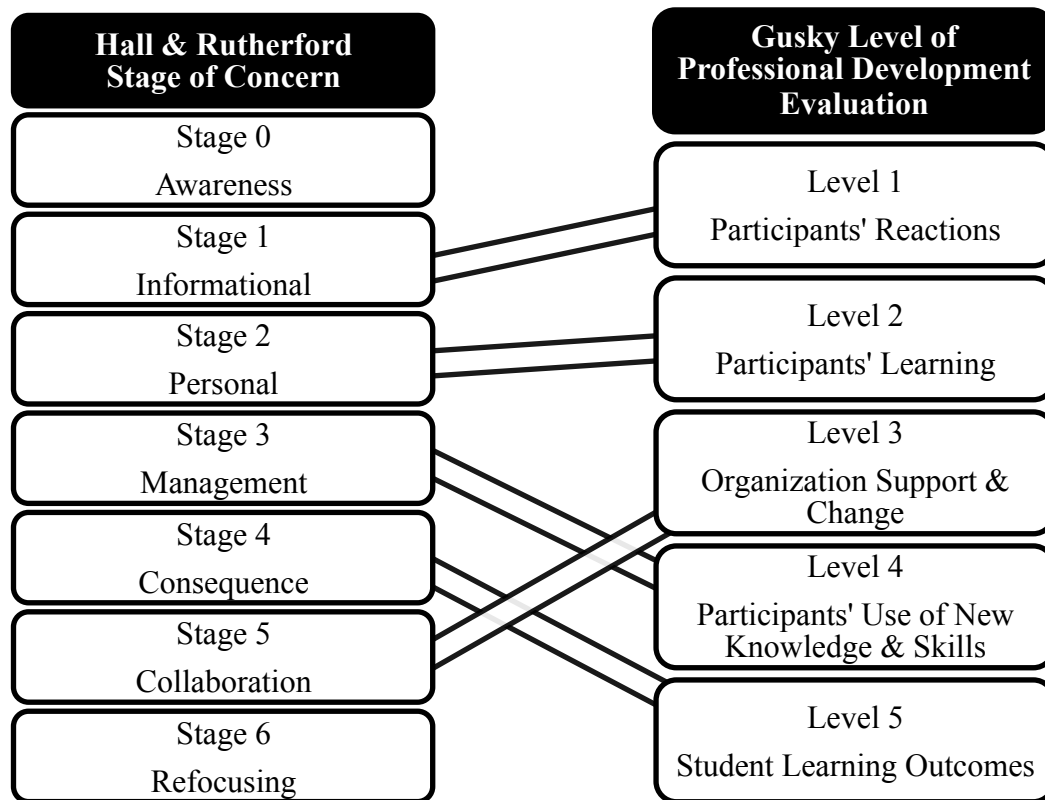 Hall & Rutherford
Stage of Concern
Stage 0
Awareness
Stage 1
Informational
Stage 2
Personal
Stage 3
Management
Stage 4
Consequence
Stage 5
Collaboration
Stage 6
Refocusing
Gusky Level of
Professional Development
Evaluation
Level 1
Participants' Reactions
Level 2
Participants' Learning
Level 3
Organization Support &
Change
Level 4
Participants' Use of New
Knowledge & Skills
Level 5
Student Learning Outcomes